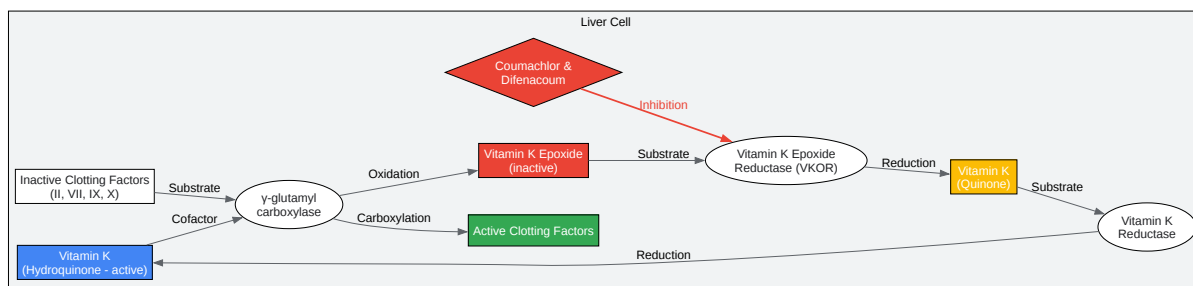 Liver Cell
Coumachlor &
Difenacoum
Inhibition
Vitamin K Epoxide
(inactive)
Substrate
Vitamin K Epoxide
Reductase (VKOR)
Reduction
Vitamin K
(Quinone)
Substrate
Vitamin K
Reductase
Inactive Clotting Factors
(II, VII, IX, X)
Substrate
γ-glutamyl
carboxylase
Oxidation
Carboxylation
Active Clotting Factors
Cofactor
Vitamin K
(Hydroquinone - active)
Reduction